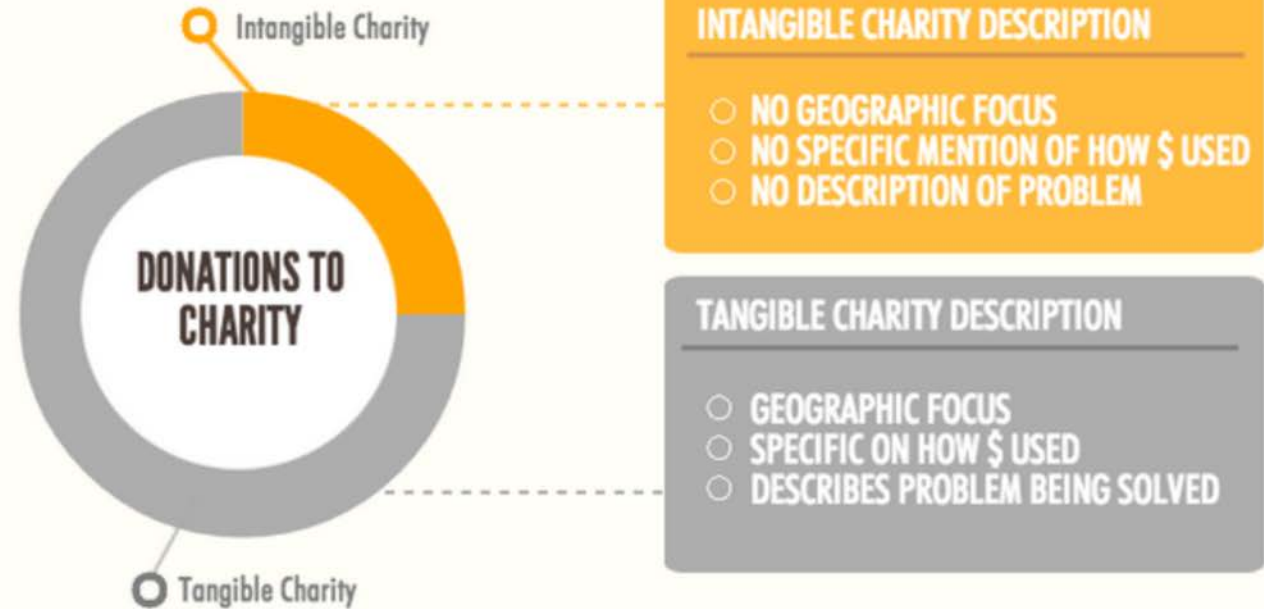 Intangible Charity
DONATIONS TO
CHARITY
Tangible Charity
INTANGIBLE CHARITY DESCRIPTION
NO GEOGRAPHIC FOCUS
NO SPECIFIC MENTION OF HOW $ USED
NO DESCRIPTION OF PROBLEM
TANGIBLE CHARITY DESCRIPTION
GEOGRAPHIC FOCUS
SPECIFIC ON HOW $ USED
DESCRIBES PROBLEM BEING SOLVED